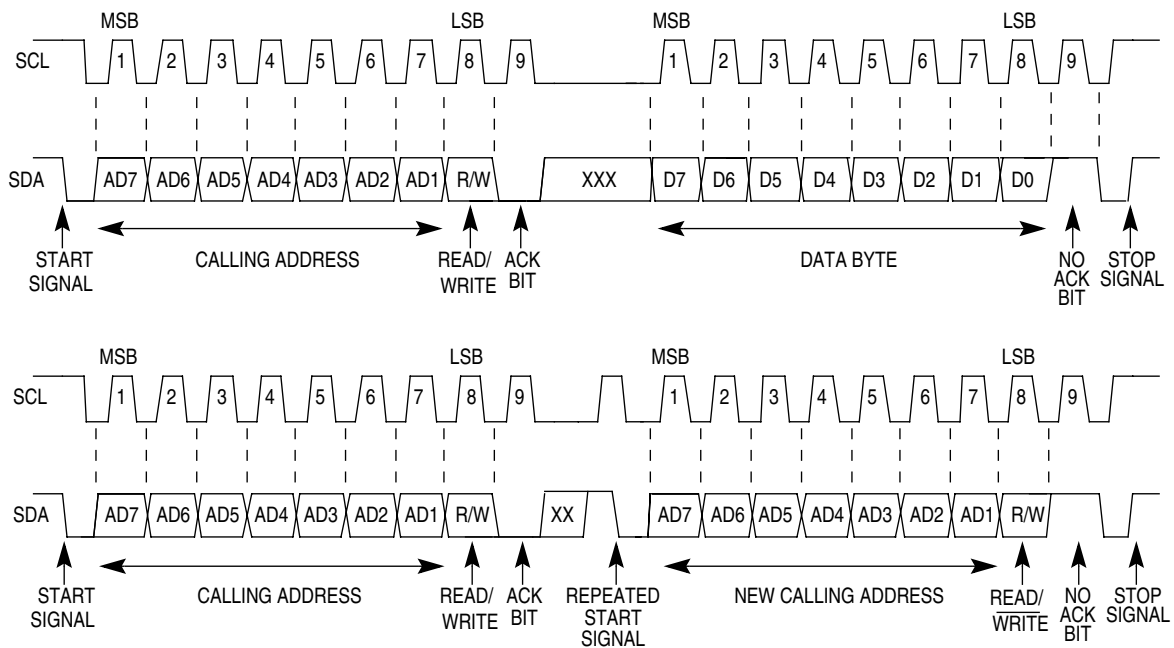 MSB LSB MSB LSB
SCL 1 2 3 4 5 6 7 8 9 1 2 3 4 5 6 7 8 9
SDA AD7 AD6 AD5 AD4 AD3 AD2 AD1 R/W XXX D7 D6 D5 D4 D3 D2 D1 D0
START SIGNAL
CALLING ADDRESS
READ/
WRITE
ACK
BIT
DATA BYTE
NO
ACK
BIT
STOP
SIGNAL
MSB LSB MSB LSB
SCL 1 2 3 4 5 6 7 8 9 1 2 3 4 5 6 7 8 9
SDA AD7 AD6 AD5 AD4 AD3 AD2 AD1 R/W XX AD7 AD6 AD5 AD4 AD3 AD2 AD1 R/W
START
SIGNAL
CALLING ADDRESS
READ/
WRITE
ACK
BIT
REPEATED
START
SIGNAL
NEW CALLING ADDRESS
READ/
WRITE
NO
ACK
BIT
STOP
SIGNAL